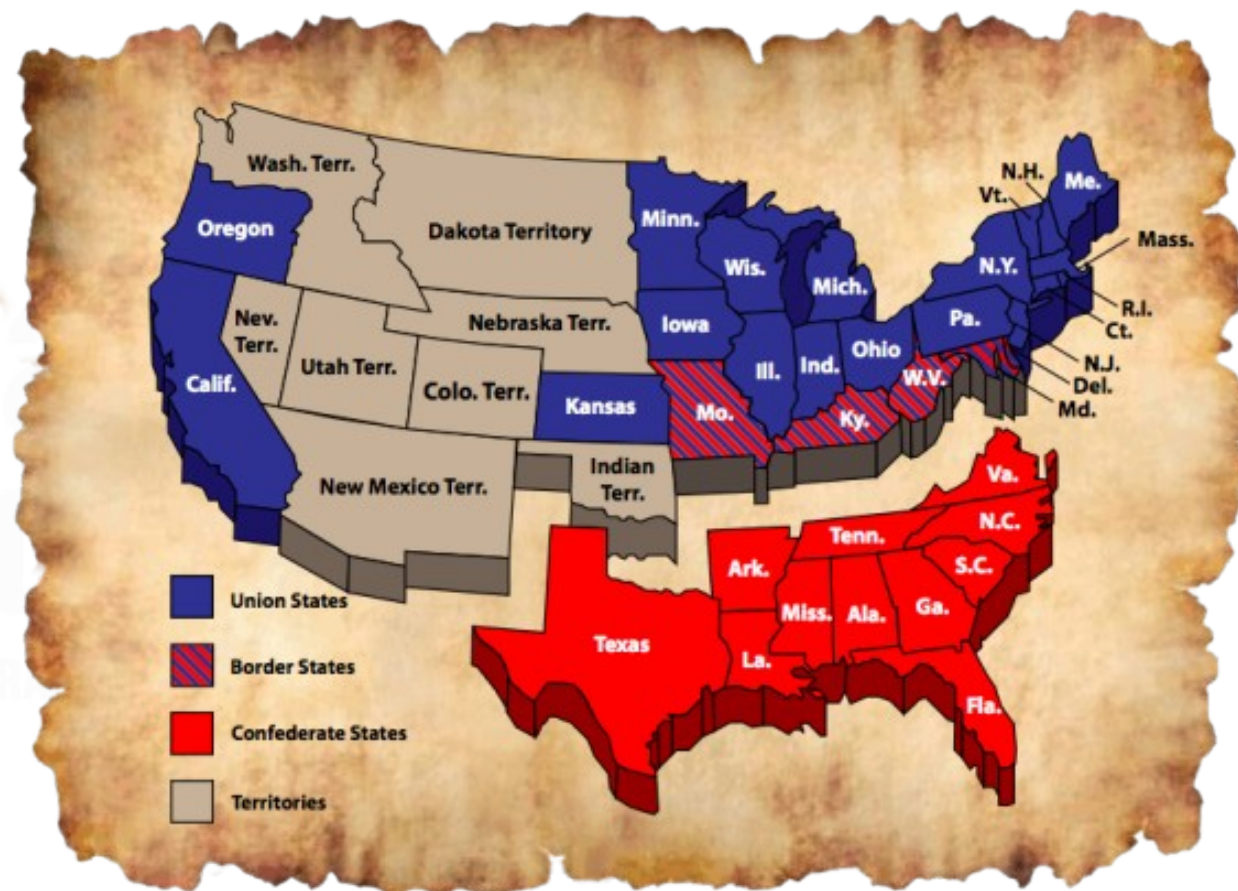 Wash. Terr.
Oregon
Dakota Territory
Minn.
N.H.
Vt.
Me.
Mass.
Wis.
Mich.
N.Y.
R.I.
Ct.
Nev.
Terr.
Nebraska Terr.
Iowa
Pa.
N.J.
Del.
Md.
Calif.
Utah Terr.
Colo. Terr.
Kansas
Ill.
Ind.
Ohio
Mo.
Ky.
W.V.
New Mexico Terr.
Indian
Terr.
Va.
Tenn.
N.C.
Ark.
S.C.
Miss.
Ala.
Ga.
Texas
La.
Fla.
Union States
Border States
Confederate States
Territories